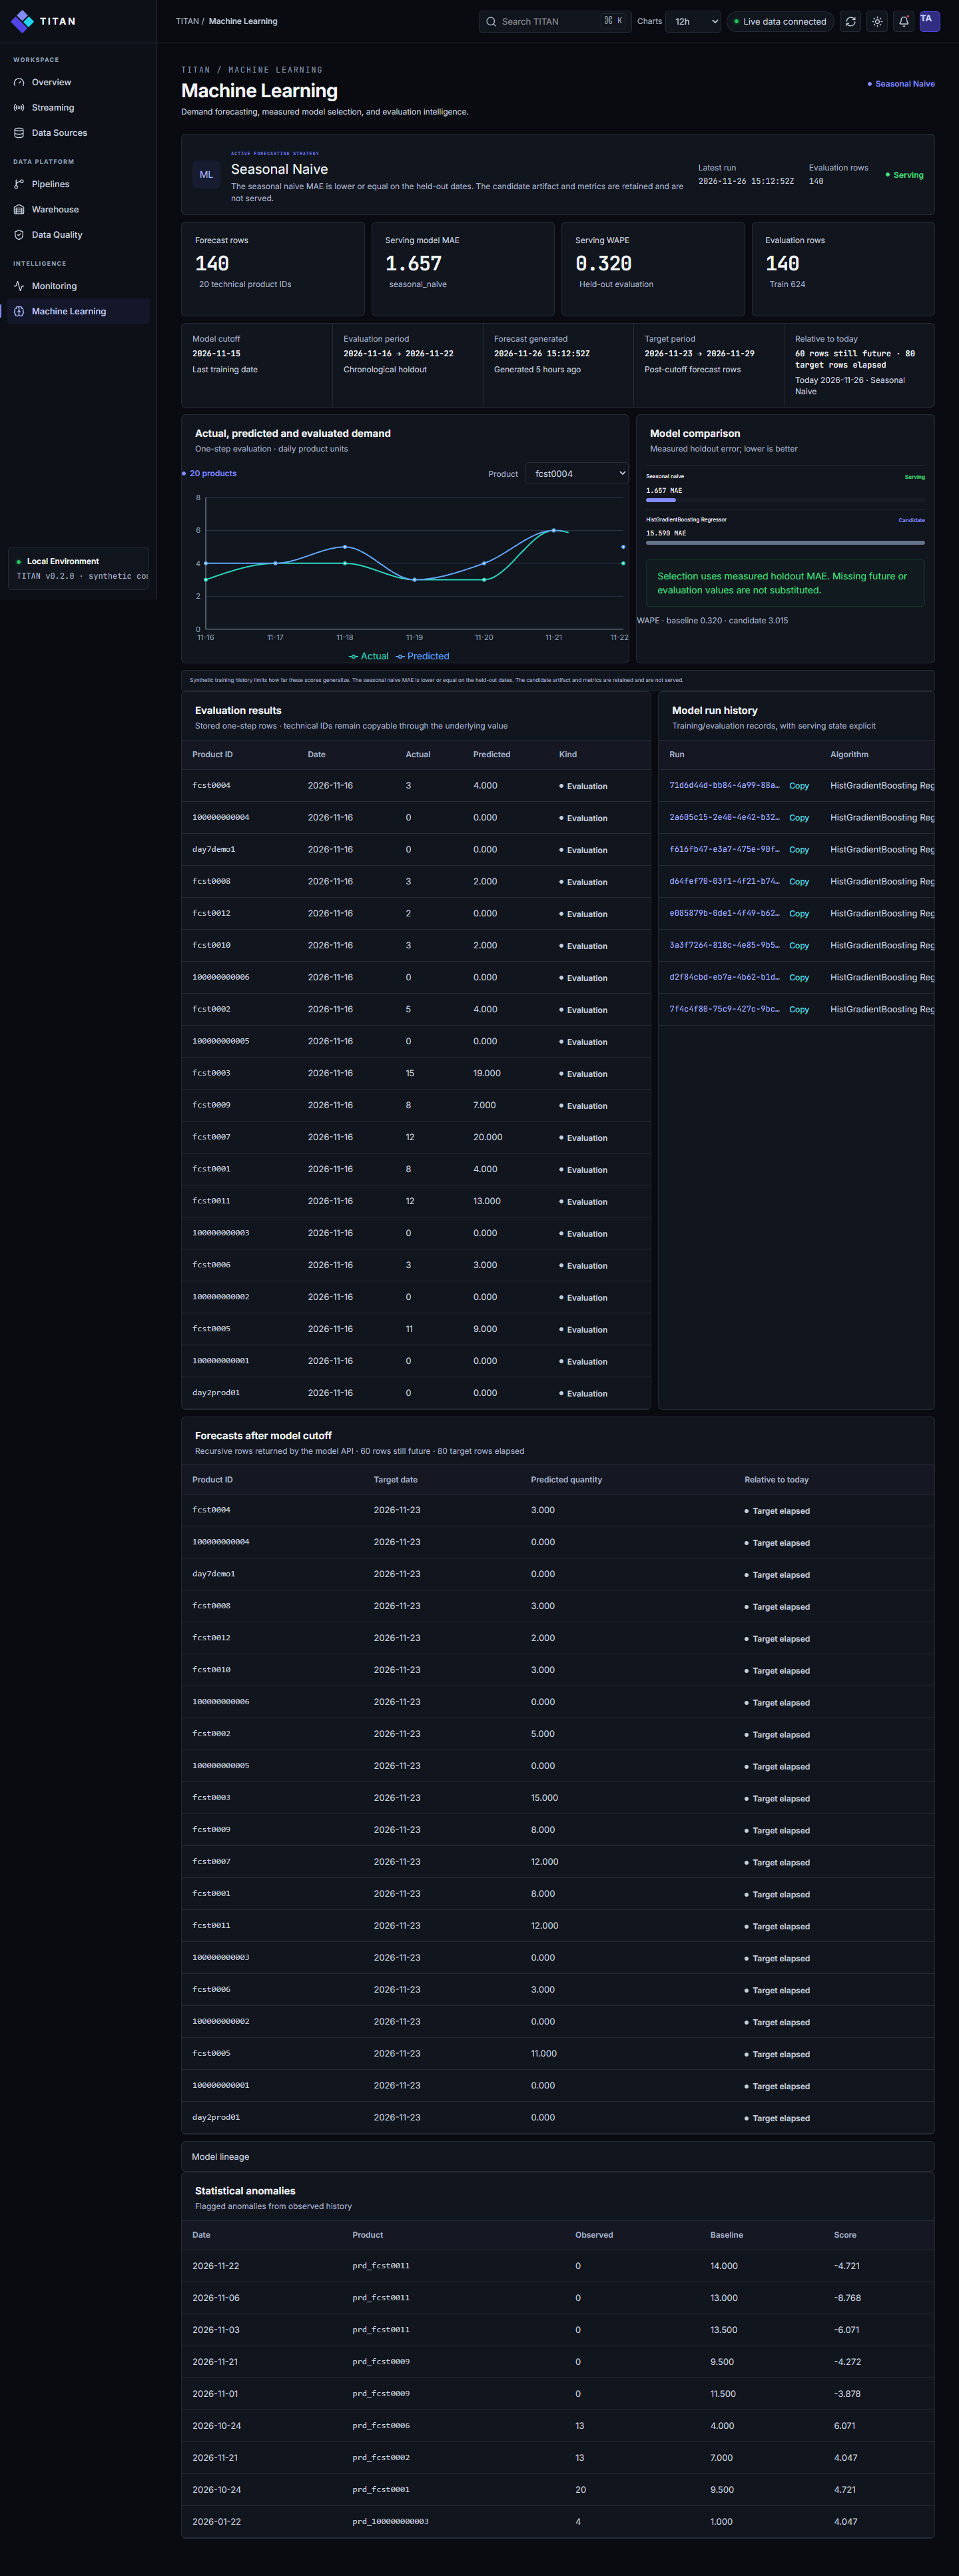 TITAN
TITAN / Machine Learning
Search TITAN
⌘ K
Charts
12h
Live data connected
TA
WORKSPACE
Overview
Streaming
Data Sources
DATA PLATFORM
Pipelines
Warehouse
Data Quality
INTELLIGENCE
Monitoring
Machine Learning
Local Environment
TITAN v0.2.0 · synthetic co
TITAN / MACHINE LEARNING
Machine Learning
Demand forecasting, measured model selection, and evaluation intelligence.
Seasonal Naive
ML
ACTIVE FORECASTING STRATEGY
Seasonal Naive
The seasonal naive MAE is lower or equal on the held-out dates. The candidate artifact and metrics are retained and are
not served.
Latest run
2026-11-26 15:12:52Z
Evaluation rows
140
Serving
Forecast rows
140
20 technical product IDs
Serving model MAE
1.657
seasonal_naive
Serving WAPE
0.320
Held-out evaluation
Evaluation rows
140
Train 624
Model cutoff
2026-11-15
Last training date
Evaluation period
2026-11-16 → 2026-11-22
Chronological holdout
Forecast generated
2026-11-26 15:12:52Z
Generated 5 hours ago
Target period
2026-11-23 → 2026-11-29
Post-cutoff forecast rows
Relative to today
60 rows still future · 80
target rows elapsed
Today 2026-11-26 · Seasonal
Naive
Actual, predicted and evaluated demand
One-step evaluation · daily product units
20 products
Product
fcst0004
8
6
4
2
0
11-16 11-17 11-18 11-19 11-20 11-21 11-22
Actual Predicted
Model comparison
Measured holdout error; lower is better
Seasonal naive
Serving
1.657 MAE
HistGradientBoosting Regressor
Candidate
15.590 MAE
Selection uses measured holdout MAE. Missing future or
evaluation values are not substituted.
WAPE · baseline 0.320 · candidate 3.015
Synthetic training history limits how far these scores generalize. The seasonal naive MAE is lower or equal on the held-out dates. The candidate artifact and metrics are retained and are not served.
Evaluation results
Stored one-step rows · technical IDs remain copyable through the underlying value
Product ID Date Actual Predicted Kind
fcst0004 2026-11-16 3 4.000 Evaluation
100000000004 2026-11-16 0 0.000 Evaluation
day7demo1 2026-11-16 0 0.000 Evaluation
fcst0008 2026-11-16 3 2.000 Evaluation
fcst0012 2026-11-16 2 0.000 Evaluation
fcst0010 2026-11-16 3 2.000 Evaluation
100000000006 2026-11-16 0 0.000 Evaluation
fcst0002 2026-11-16 5 4.000 Evaluation
100000000005 2026-11-16 0 0.000 Evaluation
fcst0003 2026-11-16 15 19.000 Evaluation
fcst0009 2026-11-16 8 7.000 Evaluation
fcst0007 2026-11-16 12 20.000 Evaluation
fcst0001 2026-11-16 8 4.000 Evaluation
fcst0011 2026-11-16 12 13.000 Evaluation
100000000003 2026-11-16 0 0.000 Evaluation
fcst0006 2026-11-16 3 3.000 Evaluation
100000000002 2026-11-16 0 0.000 Evaluation
fcst0005 2026-11-16 11 9.000 Evaluation
100000000001 2026-11-16 0 0.000 Evaluation
day2prod01 2026-11-16 0 0.000 Evaluation
Model run history
Training/evaluation records, with serving state explicit
Run Algorithm
71d6d44d-bb84-4a99-88a… Copy HistGradientBoosting Reg
2a605c15-2e40-4e42-b32… Copy HistGradientBoosting Reg
f616fb47-e3a7-475e-90f… Copy HistGradientBoosting Reg
d64fef70-03f1-4f21-b74… Copy HistGradientBoosting Reg
e085879b-0de1-4f49-b62… Copy HistGradientBoosting Reg
3a3f7264-818c-4e85-9b5… Copy HistGradientBoosting Reg
d2f84cbd-eb7a-4b62-b1d… Copy HistGradientBoosting Reg
7f4c4f80-75c9-427c-9bc… Copy HistGradientBoosting Reg
Forecasts after model cutoff
Recursive rows returned by the model API · 60 rows still future · 80 target rows elapsed
Product ID Target date Predicted quantity Relative to today
fcst0004 2026-11-23 3.000 Target elapsed
100000000004 2026-11-23 0.000 Target elapsed
day7demo1 2026-11-23 0.000 Target elapsed
fcst0008 2026-11-23 3.000 Target elapsed
fcst0012 2026-11-23 2.000 Target elapsed
fcst0010 2026-11-23 3.000 Target elapsed
100000000006 2026-11-23 0.000 Target elapsed
fcst0002 2026-11-23 5.000 Target elapsed
100000000005 2026-11-23 0.000 Target elapsed
fcst0003 2026-11-23 15.000 Target elapsed
fcst0009 2026-11-23 8.000 Target elapsed
fcst0007 2026-11-23 12.000 Target elapsed
fcst0001 2026-11-23 8.000 Target elapsed
fcst0011 2026-11-23 12.000 Target elapsed
100000000003 2026-11-23 0.000 Target elapsed
fcst0006 2026-11-23 3.000 Target elapsed
100000000002 2026-11-23 0.000 Target elapsed
fcst0005 2026-11-23 11.000 Target elapsed
100000000001 2026-11-23 0.000 Target elapsed
day2prod01 2026-11-23 0.000 Target elapsed
Model lineage
Statistical anomalies
Flagged anomalies from observed history
Date Product Observed Baseline Score
2026-11-22 prd_fcst0011 0 14.000 -4.721
2026-11-06 prd_fcst0011 0 13.000 -8.768
2026-11-03 prd_fcst0011 0 13.500 -6.071
2026-11-21 prd_fcst0009 0 9.500 -4.272
2026-11-01 prd_fcst0009 0 11.500 -3.878
2026-10-24 prd_fcst0006 13 4.000 6.071
2026-11-21 prd_fcst0002 13 7.000 4.047
2026-10-24 prd_fcst0001 20 9.500 4.721
2026-01-22 prd_100000000003 4 1.000 4.047